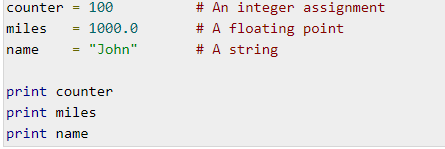 counter = 100          # An integer assignment
miles   = 1000.0       # A floating point
name    = "John"       # A string

print counter
print miles
print name